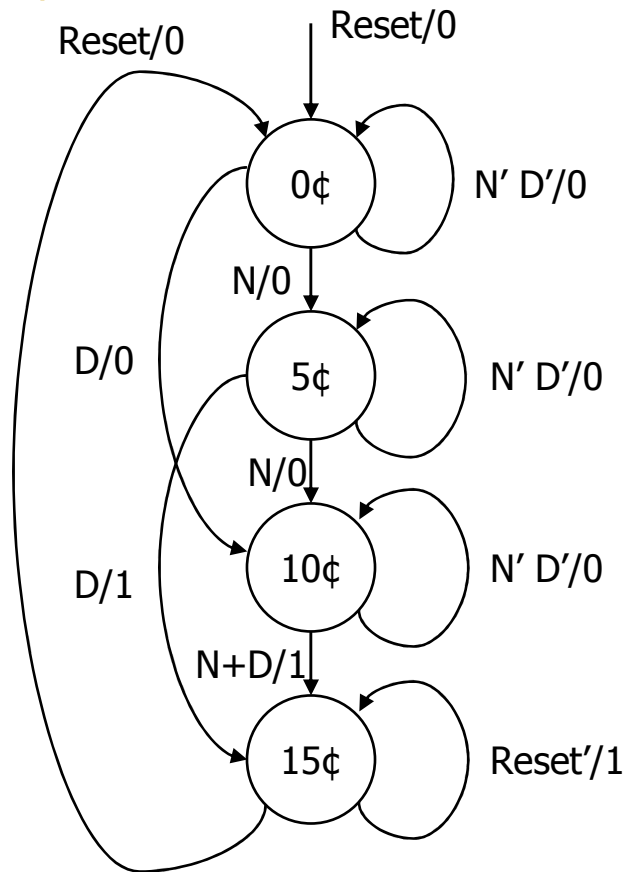 Reset/0
Reset/0
0¢
N’ D’/0
N/0
D/0
5¢
N’ D’/0
N/0
10¢
N’ D’/0
D/1
N+D/1
15¢
Reset’/1